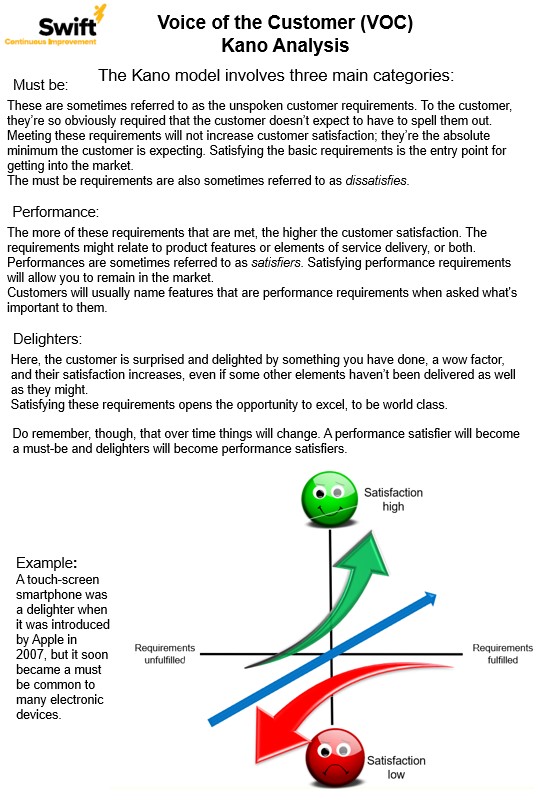 Swift
Continuous Improvement
Voice of the Customer (VOC)
Kano Analysis
The Kano model involves three main categories:
Must be:
These are sometimes referred to as the unspoken customer requirements. To the customer,
they're so obviously required that the customer doesn't expect to have to spell them out.
Meeting these requirements will not increase customer satisfaction; they're the absolute
minimum the customer is expecting. Satisfying the basic requirements is the entry point for
getting into the market.
The must be requirements are also sometimes referred to as dissatisfies.
Performance:
The more of these requirements that are met, the higher the customer satisfaction. The
requirements might relate to product features or elements of service delivery, or both.
Performances are sometimes referred to as satisfiers. Satisfying performance requirements
will allow you to remain in the market.
Customers will usually name features that are performance requirements when asked what's
important to them.
Delighters:
Here, the customer is surprised and delighted by something you have done, a wow factor,
and their satisfaction increases, even if some other elements haven't been delivered as well
as they might.
Satisfying these requirements opens the opportunity to excel, to be world class.
Do remember, though, that over time things will change. A performance satisfier will become
a must-be and delighters will become performance satisfiers.
Satisfaction
high
Example:
A touch-screen
smartphone was
a delighter when
it was introduced
by Apple in
2007, but it soon
became a must
be common to
many electronic
devices.
Requirements
unfulfilled
Requirements
fulfilled
Satisfaction
low